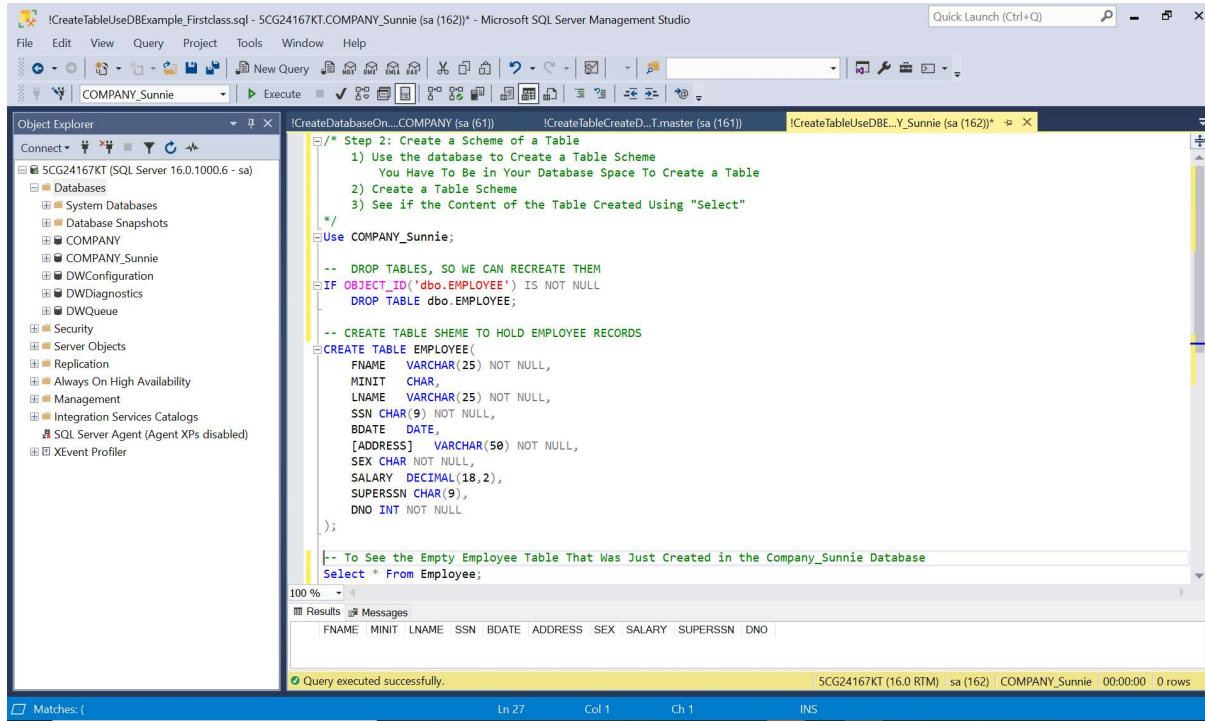 !CreateTableUseDBExample_Firstclass.sql - 5CG24167KT.COMPANY_Sunnie (sa (162))* - Microsoft SQL Server Management Studio
Quick Launch (Ctrl+Q)
File Edit View Query Project Tools Window Help
New Query MDX DMX XMLA DAX
COMPANY_Sunnie
Execute
Object Explorer
Connect
5CG24167KT (SQL Server 16.0.1000.6 - sa)
Databases
System Databases
Database Snapshots
COMPANY
COMPANY_Sunnie
DWConfiguration
DWDiagnostics
DWQueue
Security
Server Objects
Replication
Always On High Availability
Management
Integration Services Catalogs
SQL Server Agent (Agent XPs disabled)
XEvent Profiler
!CreateDatabaseOn....COMPANY (sa (61)) !CreateTableCreateD...T.master (sa (161)) !CreateTableUseDBE...Y_Sunnie (sa (162))*
/* Step 2: Create a Scheme of a Table
1) Use the database to Create a Table Scheme
You Have To Be in Your Database Space To Create a Table
2) Create a Table Scheme
3) See if the Content of the Table Created Using "Select"
*/
Use COMPANY_Sunnie;
-- DROP TABLES, SO WE CAN RECREATE THEM
IF OBJECT_ID('dbo.EMPLOYEE') IS NOT NULL
DROP TABLE dbo.EMPLOYEE;
-- CREATE TABLE SHEME TO HOLD EMPLOYEE RECORDS
CREATE TABLE EMPLOYEE(
FNAME VARCHAR(25) NOT NULL,
MINIT CHAR,
LNAME VARCHAR(25) NOT NULL,
SSN CHAR(9) NOT NULL,
BDATE DATE,
[ADDRESS] VARCHAR(50) NOT NULL,
SEX CHAR NOT NULL,
SALARY DECIMAL(18,2),
SUPERSSN CHAR(9),
DNO INT NOT NULL
);
-- To See the Empty Employee Table That Was Just Created in the Company_Sunnie Database
Select * From Employee;
100 %
Results Messages
FNAME MINIT LNAME SSN BDATE ADDRESS SEX SALARY SUPERSSN DNO
Query executed successfully.
5CG24167KT (16.0 RTM) sa (162) COMPANY_Sunnie 00:00:00 0 rows
Matches: (
Ln 27 Col 1 Ch 1 INS